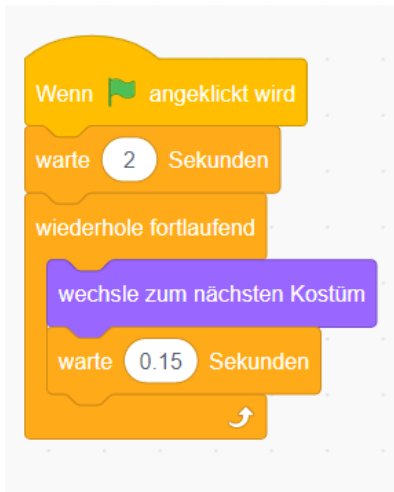 Wenn angeklickt wird
warte 2 Sekunden
wiederhole fortlaufend
wechsle zum nächsten Kostüm
warte 0.15 Sekunden